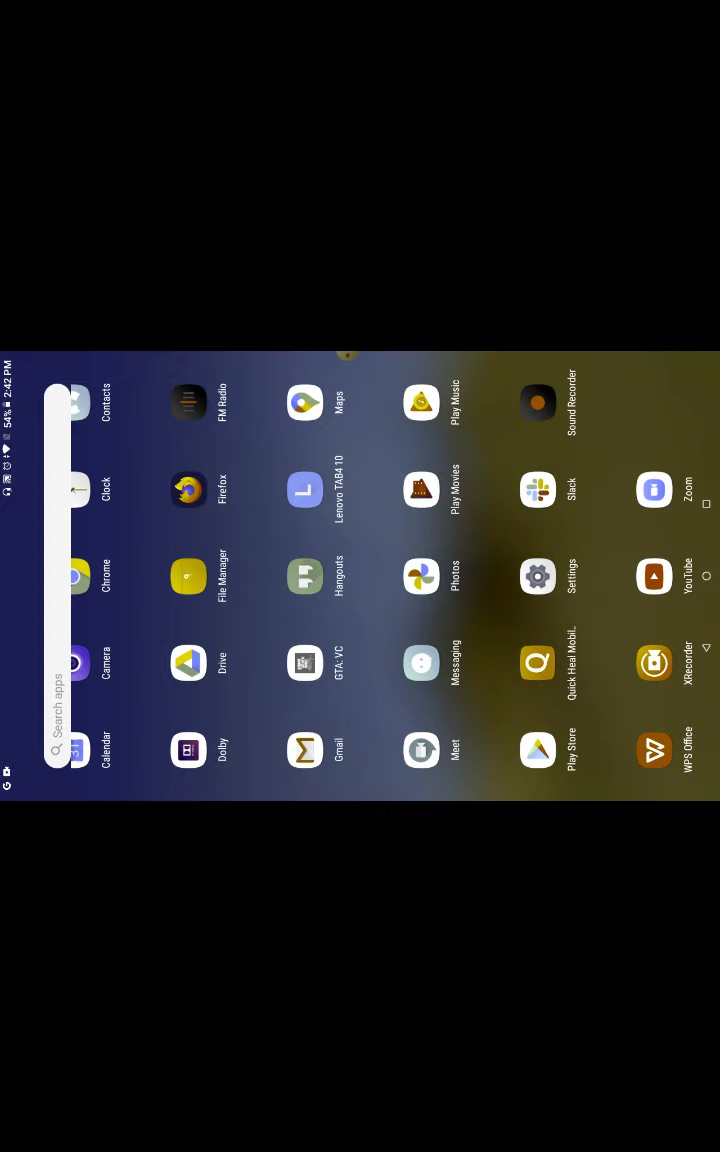 54% 2:42 PM
Search apps
Calendar Camera Chrome Clock Contacts
Dolby Drive File Manager Firefox FM Radio
Gmail GTA: VC Hangouts Lenovo TAB4 10 Maps
Meet Messaging Photos Play Movies Play Music
Play Store Quick Heal Mobil.. Settings Slack Sound Recorder
WPS Office XRecorder YouTube Zoom